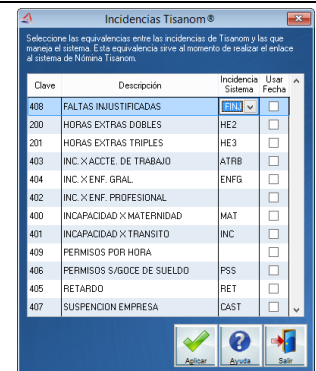 Incidencias Tisanom®
Seleccione las equivalencias entre las incidencias de Tisanom y las que
maneja el sistema. Esta equivalencia sirve al momento de realizar el enlace
al sistema de Nómina Tisanom.
Clave Descripción Incidencia Sistema Usar Fecha
408 FALTAS INJUSTIFICADAS FINJ
200 HORAS EXTRAS DOBLES HE2
201 HORAS EXTRAS TRIPLES HE3
403 INC. X ACCTE. DE TRABAJO ATRB
404 INC. X ENF. GRAL. ENFG
402 INC. X ENF. PROFESIONAL
400 INCAPACIDAD X MATERNIDAD MAT
401 INCAPACIDAD X TRANSITO INC
409 PERMISOS POR HORA
406 PERMISOS S/GOCE DE SUELDO PSS
405 RETARDO RET
407 SUSPENCION EMPRESA CAST
Aplicar Ayuda Salir